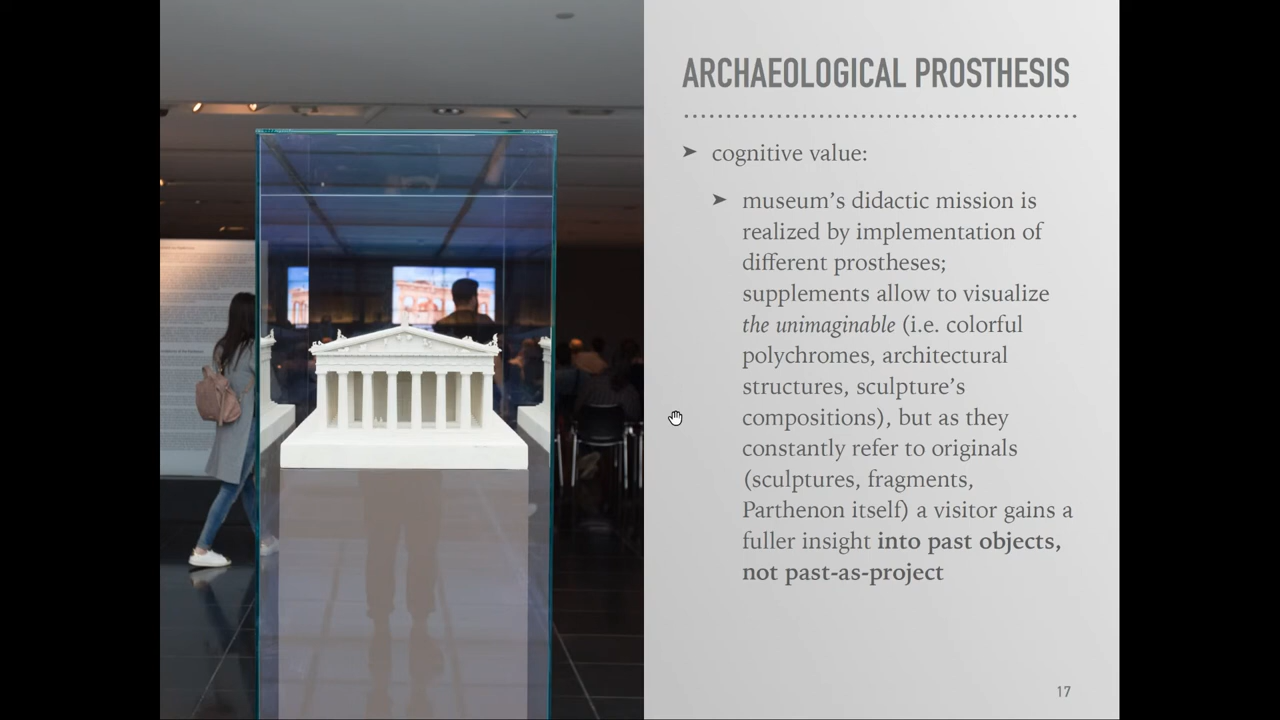 ARCHAEOLOGICAL PROSTHESIS
➤ cognitive value:
➤ museum’s didactic mission is
realized by implementation of
different prostheses;
supplements allow to visualize
the unimaginable (i.e. colorful
polychromes, architectural
structures, sculpture’s
compositions), but as they
constantly refer to originals
(sculptures, fragments,
Parthenon itself) a visitor gains a
fuller insight into past objects,
not past-as-project
17